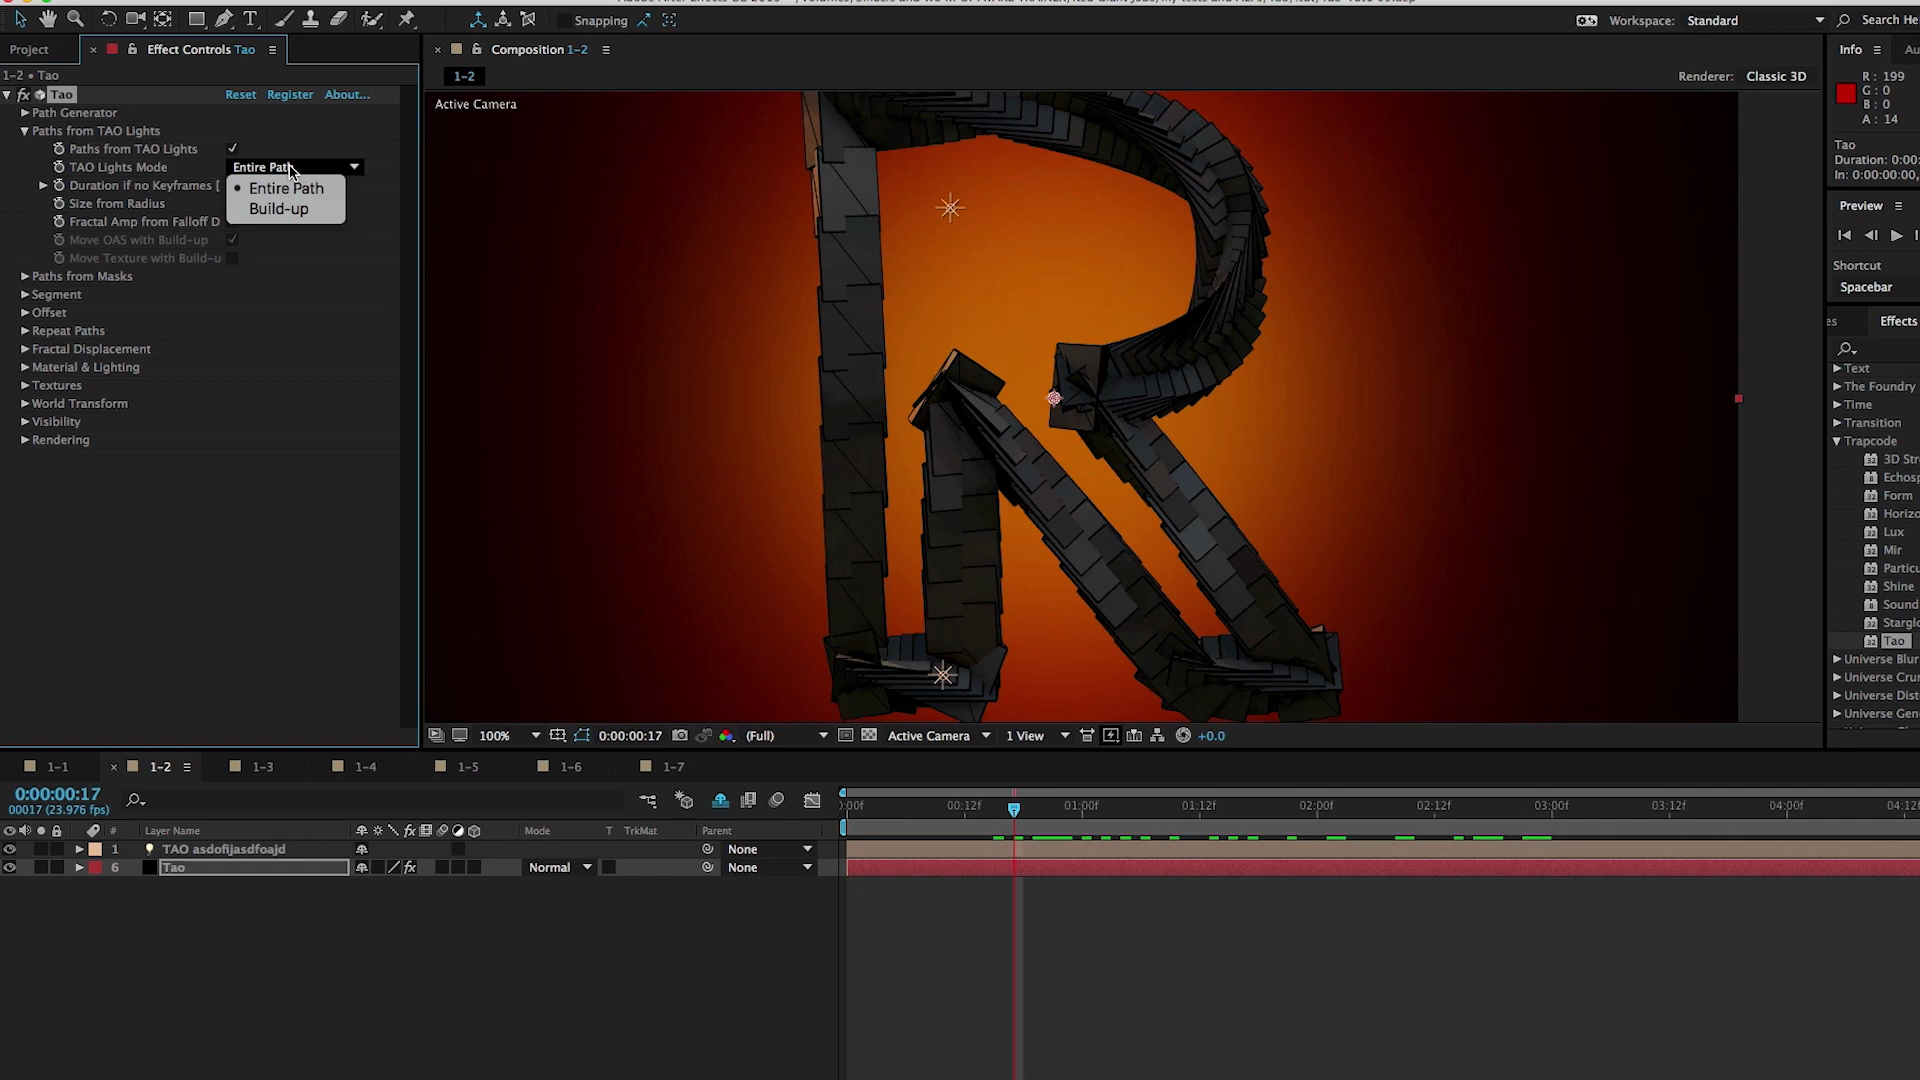 Snapping
Workspace: Standard
Search He
Project
Effect Controls Tao
Composition 1-2
Info
Au
1-2 • Tao
1-2
Renderer: Classic 3D
fx Tao Reset Register About...
Active Camera
R : 199
G : 0
B : 0
A : 14
Path Generator
Paths from TAO Lights
Paths from TAO Lights
TAO Lights Mode Entire Path
Entire Path
Build-up
Duration if no Keyframes [
Size from Radius
Fractal Amp from Falloff D
Move OAS with Build-up
Move Texture with Build-u
Paths from Masks
Segment
Offset
Repeat Paths
Fractal Displacement
Material & Lighting
Textures
World Transform
Visibility
Rendering
Tao
Duration: 0:0
In: 0:00:00:00,
Preview
Shortcut
Spacebar
es Effects
Text
The Foundry
Time
Transition
Trapcode
3D Str
Echosp
Form
Horizo
Lux
Mir
Particu
Shine
Sound
Starglo
Tao
Universe Blur
Universe Crun
Universe Dist
Universe Gene
100% 0:00:00:17 (Full) Active Camera 1 View +0.0
1-1 1-2 1-3 1-4 1-5 1-6 1-7
0:00:00:17
00017 (23.976 fps)
00f 00:12f 01:00f 01:12f 02:00f 02:12f 03:00f 03:12f 04:00f 04:12
# Layer Name fx Mode T TrkMat Parent
1 TAO asdofijasdfoajd None
6 Tao fx Normal None